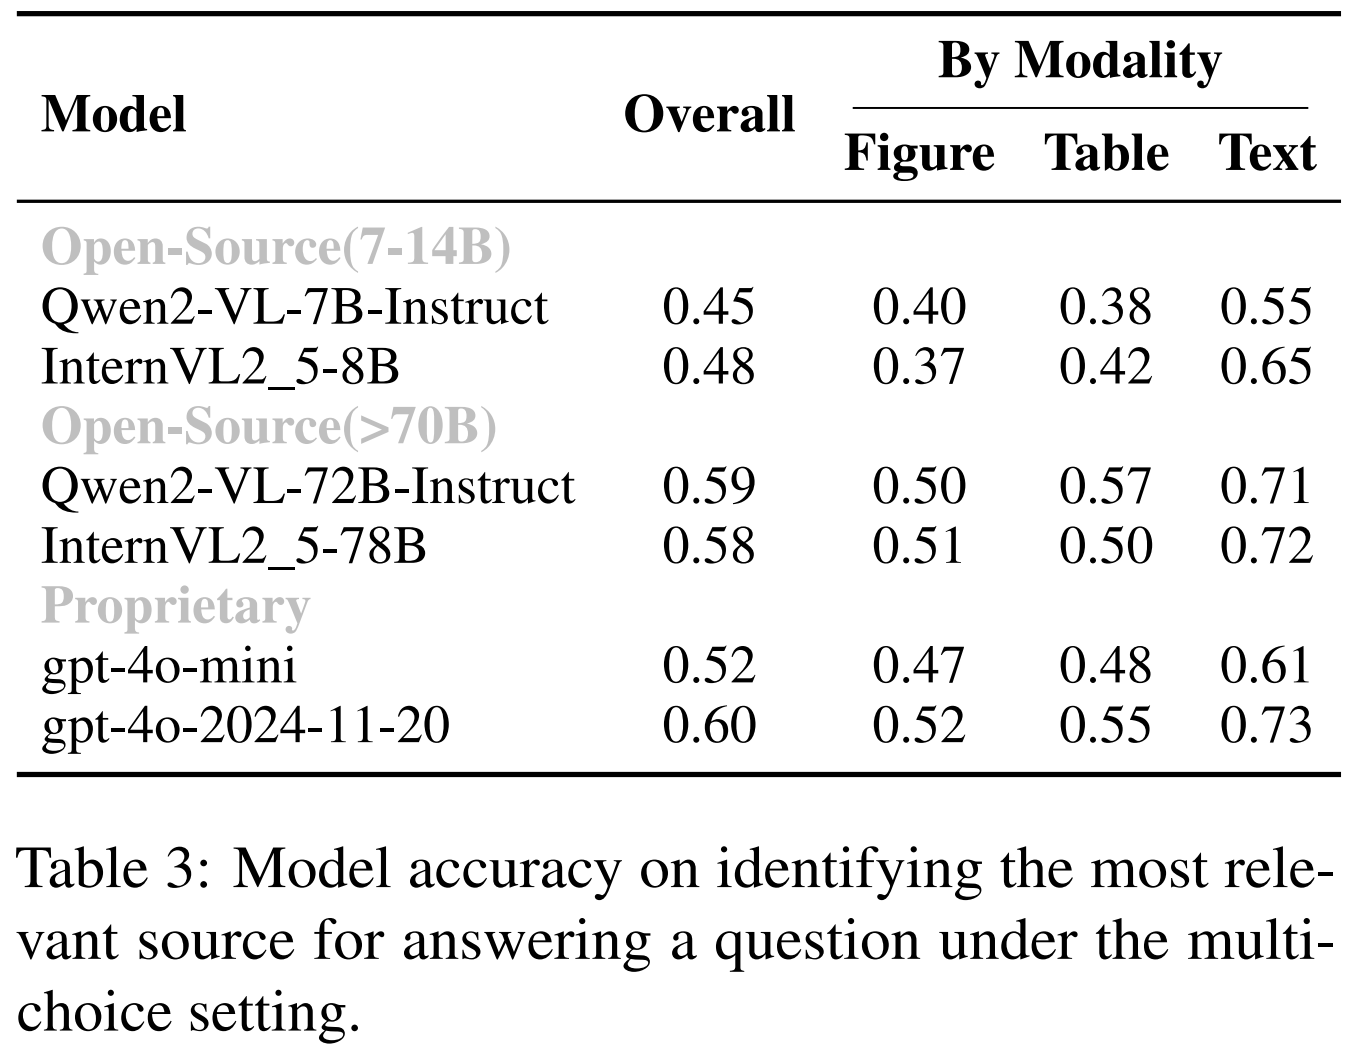 By Modality
Model Overall
Figure Table Text
Open-Source(7-14B)
Qwen2-VL-7B-Instruct 0.45 0.40 0.38 0.55
InternVL2_5-8B 0.48 0.37 0.42 0.65
Open-Source(>70B)
Qwen2-VL-72B-Instruct 0.59 0.50 0.57 0.71
InternVL2_5-78B 0.58 0.51 0.50 0.72
Proprietary
gpt-4o-mini 0.52 0.47 0.48 0.61
gpt-4o-2024-11-20 0.60 0.52 0.55 0.73
Table 3: Model accuracy on identifying the most rele-
vant source for answering a question under the multi-
choice setting.